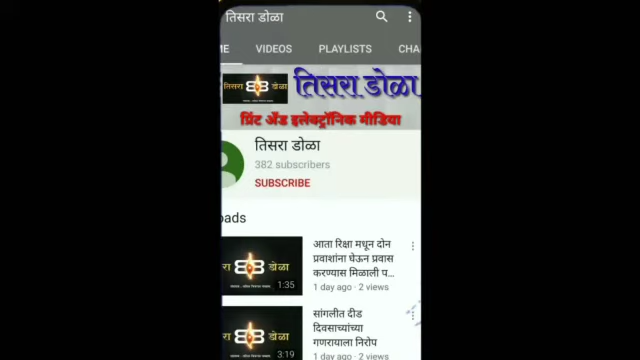 तिसरा डोळा
ME VIDEOS PLAYLISTS CHA
तिसरा डोळा
तिसरा डोळा
प्रिंट अँड इलेक्ट्रॉनिक मीडिया
तिसरा डोळा
382 subscribers
SUBSCRIBE
oads
आता रिक्षा मधून दोन
प्रवाशांना घेऊन प्रवास
करण्यास मिळाली प...
1 day ago · 2 views
रा डोळा
1:35
सांगलीत दीड
दिवसाच्यांच्या
गणरायाला निरोप
1 day ago · 2 views
रा डोळा
3:19